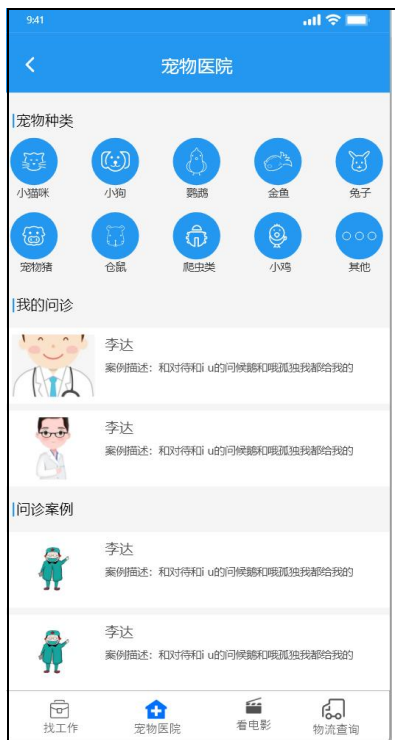 9:41
宠物医院
宠物种类
小猫咪 小狗 鹦鹉 金鱼 兔子
宠物猪 仓鼠 爬虫类 小鸡 其他
我的问诊
李达
案例描述：和对待和i u的问候鹅和哦孤独我都给我的
李达
案例描述：和对待和i u的问候鹅和哦孤独我都给我的
问诊案例
李达
案例描述：和对待和i u的问候鹅和哦孤独我都给我的
李达
案例描述：和对待和i u的问候鹅和哦孤独我都给我的
找工作 宠物医院 看电影 物流查询